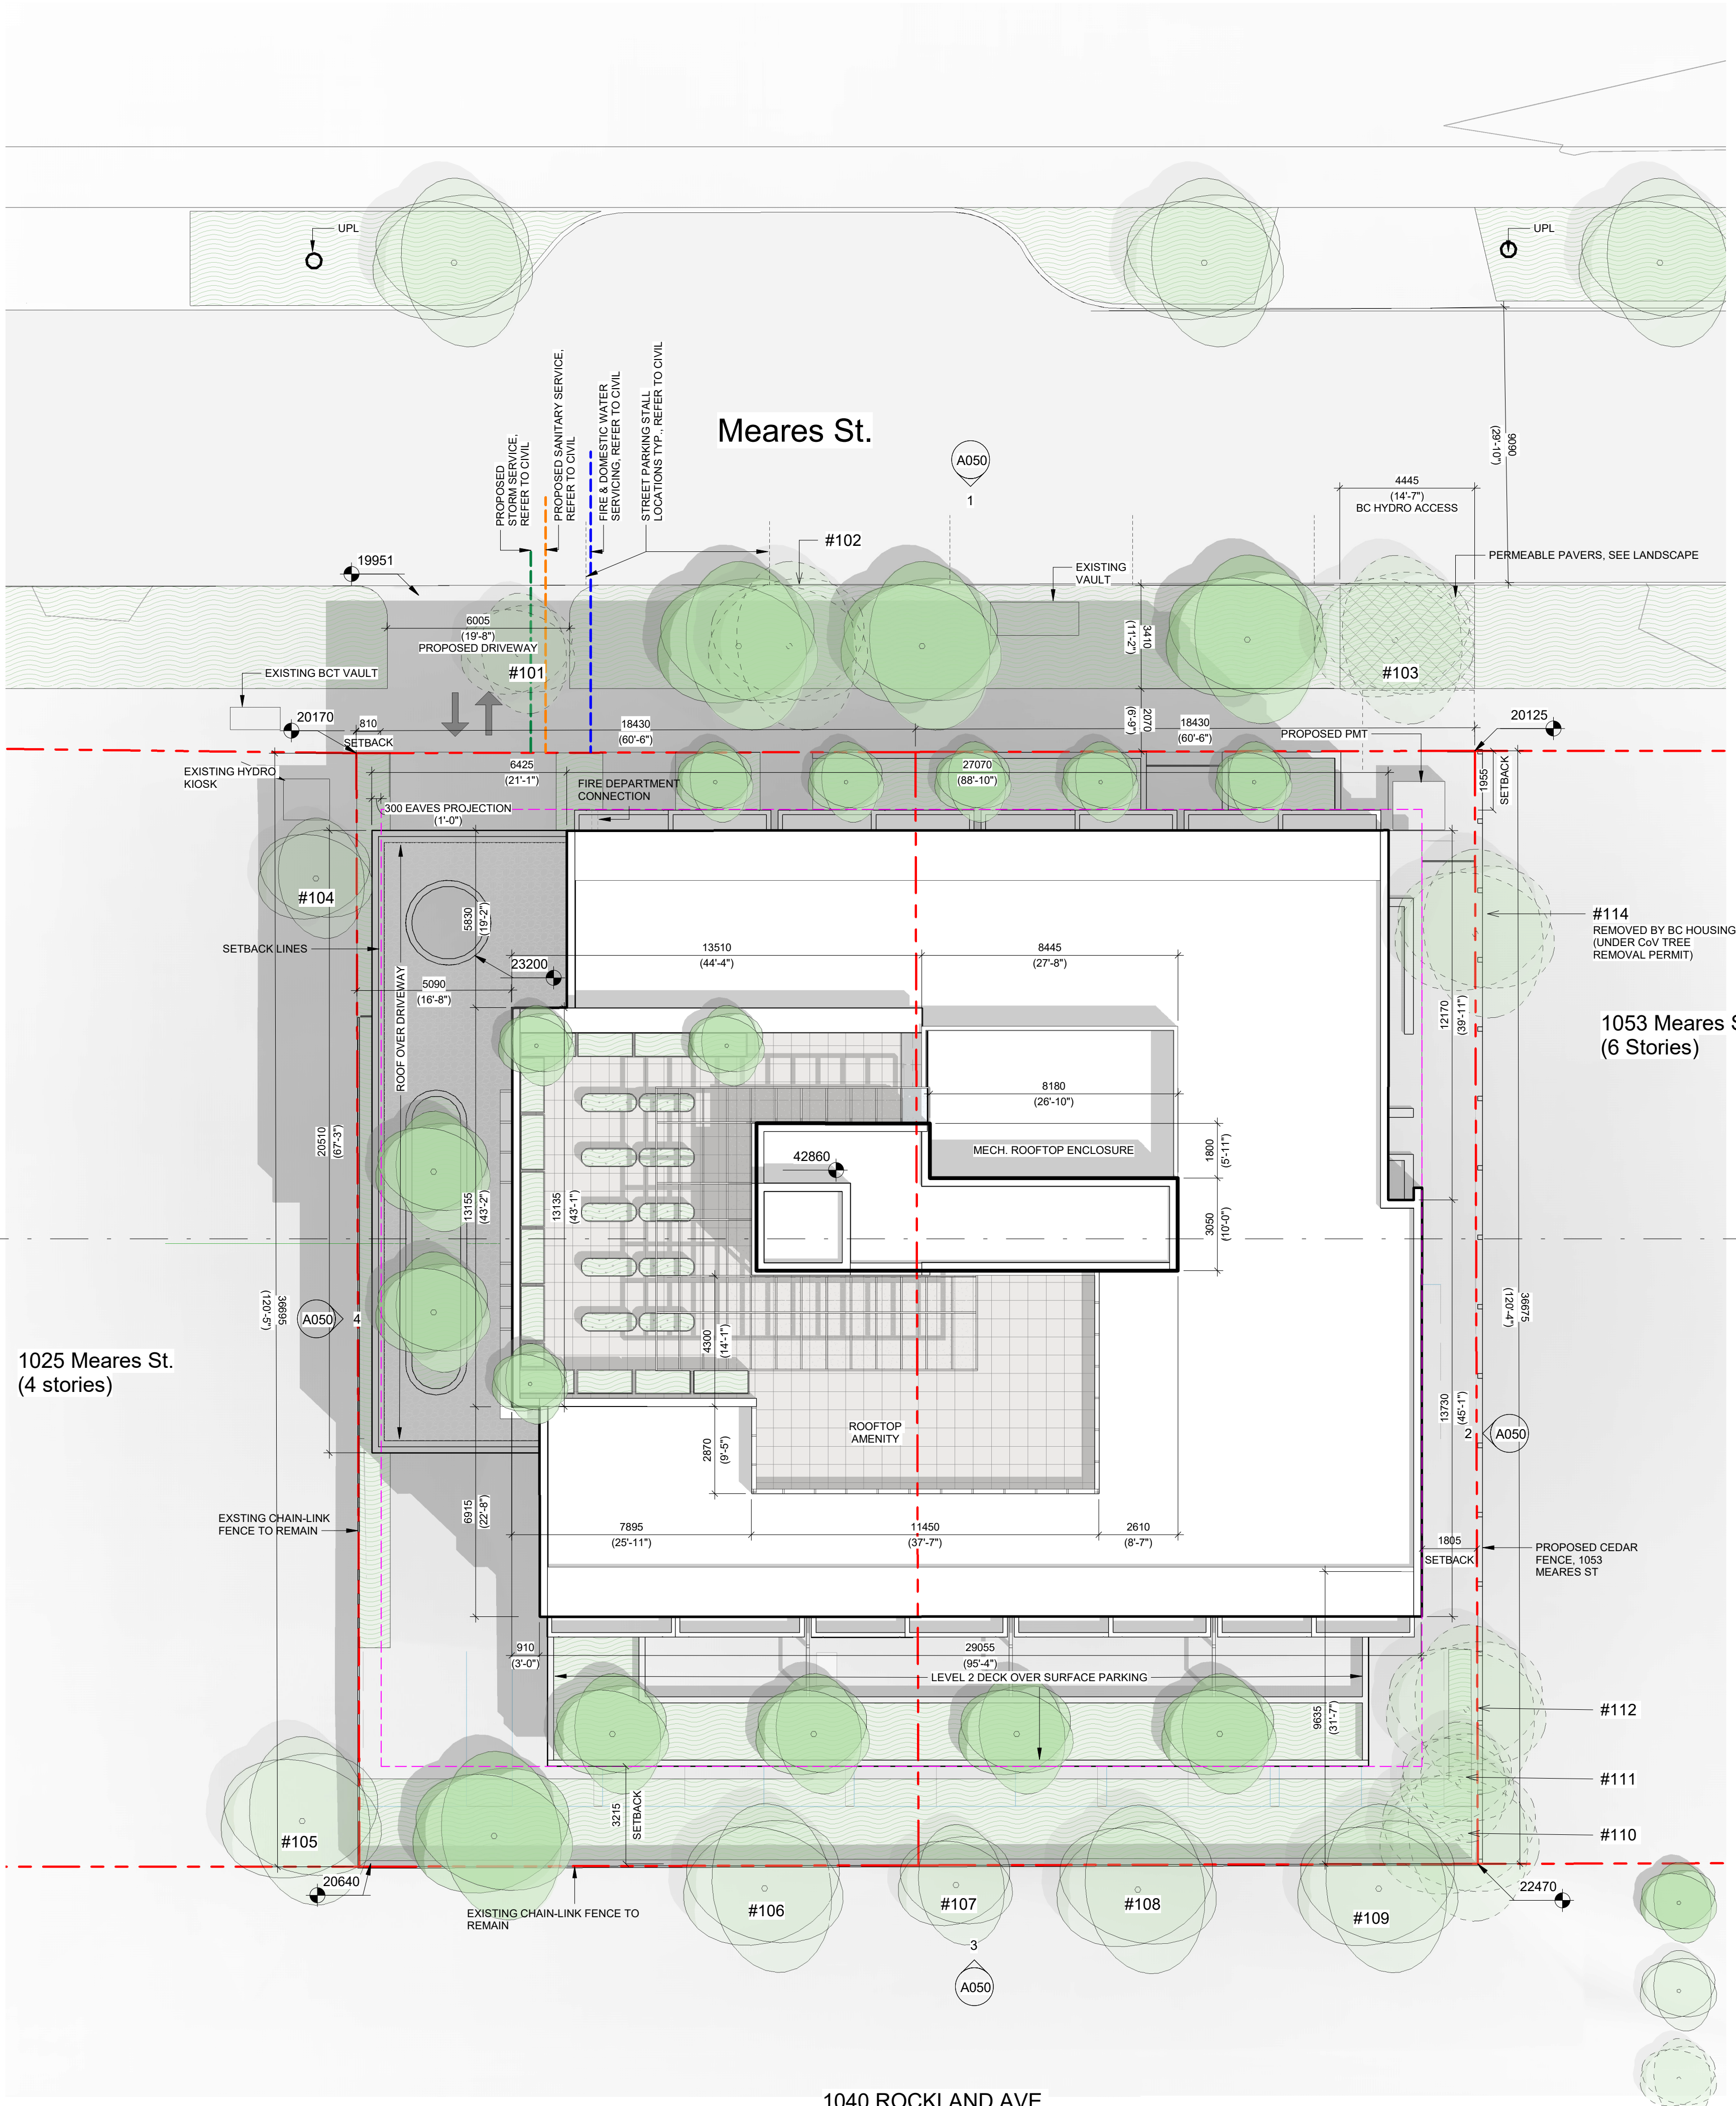 UPL
UPL
Meares St.
A050
1
PROPOSED
STORM SERVICE,
REFER TO CIVIL
PROPOSED SANITARY SERVICE,
REFER TO CIVIL
FIRE & DOMESTIC WATER
SERVICING, REFER TO CIVIL
STREET PARKING STALL
LOCATIONS TYP., REFER TO CIVIL
9090
(29'-10")
4445
(14'-7")
BC HYDRO ACCESS
#102
PERMEABLE PAVERS, SEE LANDSCAPE
19951
EXISTING
VAULT
6005
(19'-8")
PROPOSED DRIVEWAY
3410
(11'-2")
#101
#103
EXISTING BCT VAULT
20170
810
SETBACK
18430
(60'-6")
2070
(6'-9")
18430
(60'-6")
20125
PROPOSED PMT
EXISTING HYDRO
KIOSK
6425
(21'-1")
FIRE DEPARTMENT
CONNECTION
27070
(88'-10")
1955
SETBACK
300 EAVES PROJECTION
(1'-0")
#104
#114
REMOVED BY BC HOUSING
(UNDER CoV TREE
REMOVAL PERMIT)
5830
(19'-2")
SETBACK LINES
13510
(44'-4")
8445
(27'-8")
23200
5090
(16'-8")
ROOF OVER DRIVEWAY
12170
(39'-11")
1053 Meares S
(6 Stories)
8180
(26'-10")
20510
(67'-3")
13155
(43'-2")
13135
(43'-1")
42860
MECH. ROOFTOP ENCLOSURE
1800
(5'-11")
3050
(10'-0")
36695
(120'-5")
A050
4
36675
(120'-4")
4300
(14'-1")
1025 Meares St.
(4 stories)
13730
(45'-1")
2
A050
ROOFTOP
AMENITY
2870
(9'-5")
EXSTING CHAIN-LINK
FENCE TO REMAIN
6915
(22'-8")
7895
(25'-11")
11450
(37'-7")
2610
(8'-7")
1805
SETBACK
PROPOSED CEDAR
FENCE, 1053
MEARES ST
910
(3'-0")
29055
(95'-4")
LEVEL 2 DECK OVER SURFACE PARKING
9635
(31'-7")
#112
#111
#110
3215
SETBACK
#105
20640
EXISTING CHAIN-LINK FENCE TO
REMAIN
#106
#107
#108
#109
22470
3
A050
1040 ROCKLAND AVE